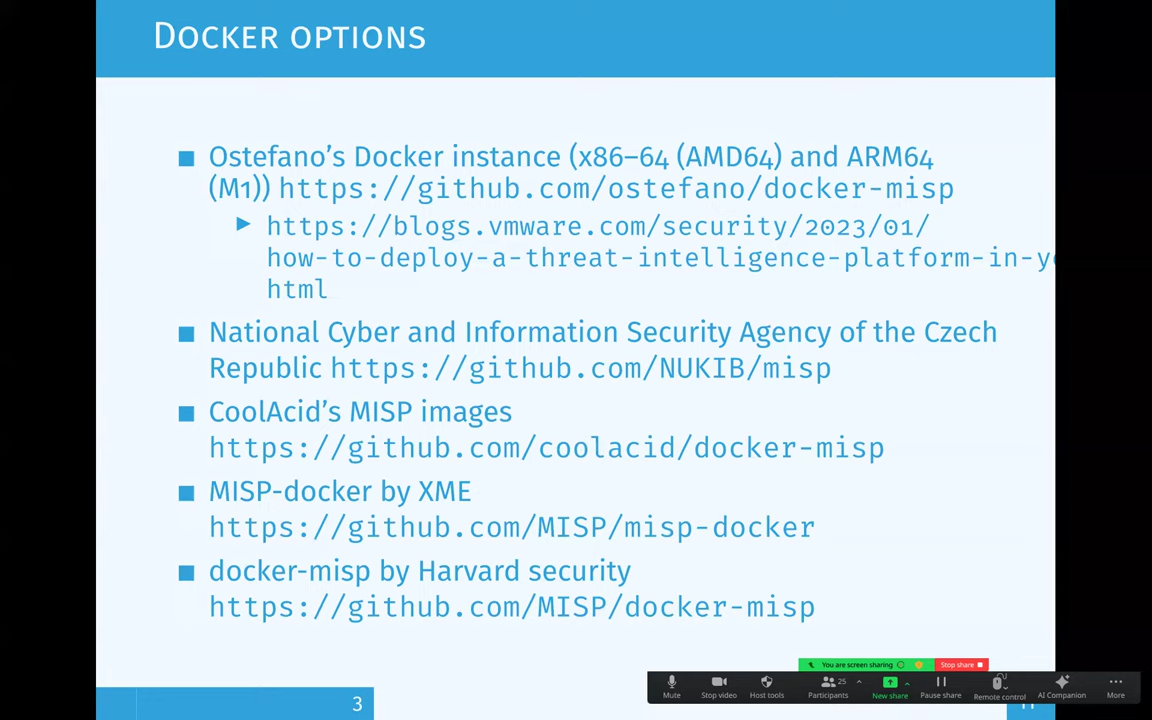 DOCKER OPTIONS
■ Ostefano's Docker instance (x86–64 (AMD64) and ARM64
(M1)) https://github.com/ostefano/docker-misp
▶ https://blogs.vmware.com/security/2023/01/
how-to-deploy-a-threat-intelligence-platform-in-y
html
■ National Cyber and Information Security Agency of the Czech
Republic https://github.com/NUKIB/misp
■ CoolAcid's MISP images
https://github.com/coolacid/docker-misp
■ MISP-docker by XME
https://github.com/MISP/misp-docker
■ docker-misp by Harvard security
https://github.com/MISP/docker-misp
You are screen sharing Stop share
Mute Stop video Host tools Participants 25 New share Pause share Remote control AI Companion More
3